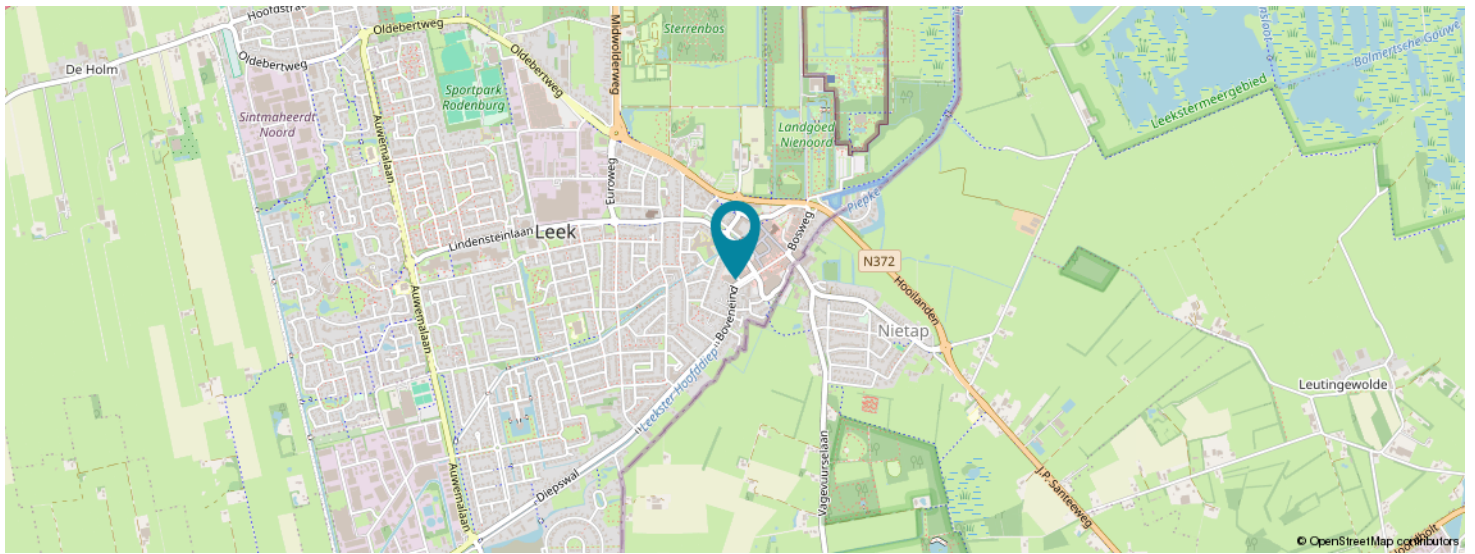 Hoofdstraat
Oldebertweg
Oldebertweg
De Holm
Oldebertweg
Midwolderweg
Sterrenbos
Sportpark
Rodenburg
Sintmaheerdt
Noord
Auwemalaan
Landgoed
Nienoord
Leekstermeergebied
Bolmertsche Gouwe
Euroweg
Piepke
Lindensteinlaan
Leek
Bosweg
N372
Hooilanden
Auwemalaan
Boveneind
Nietap
Leekster Hoofddiep
Leutingewolde
Vagevuurselaan
Auwemalaan
Diepswal
J.P. Santeeweg
© OpenStreetMap contributors